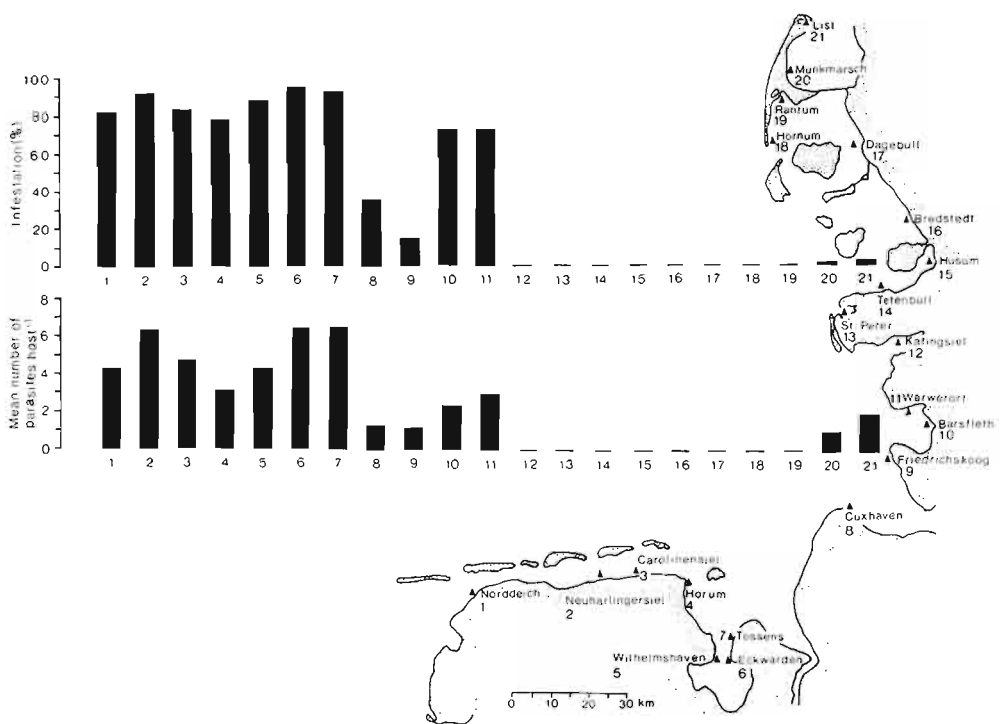 Infestation (%)
100
80
60
40
20
0
1 2 3 4 5 6 7 8 9 10 11 12 13 14 15 16 17 18 19 20 21
Mean number of
parasites host⁻¹
8
6
4
2
0
1 2 3 4 5 6 7 8 9 10 11 12 13 14 15 16 17 18 19 20 21
List
21
Munkmarsch
20
Rantum
19
Hornum
18
Dagebull
17
Bredstedt
16
Husum
15
Tetenbull
14
St. Peter
13
Katingsiel
12
11 Warwerort
Barsfleth
10
Friedrichskoog
9
Cuxhaven
8
Carolinensiel
3
Norddeich
1
Neuharlingersiel
2
Horum
4
7 Tossens
Wilhelmshaven
5
Eckwarden
6
0 10 20 30 km